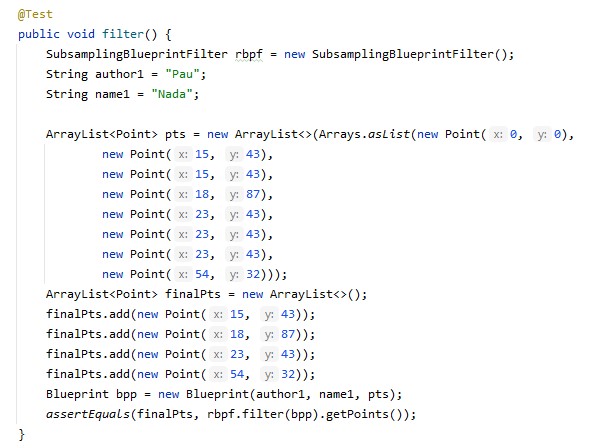 @Test
public void filter() {
    SubsamplingBlueprintFilter rbpf = new SubsamplingBlueprintFilter();
    String author1 = "Pau";
    String name1 = "Nada";

    ArrayList<Point> pts = new ArrayList<>(Arrays.asList(new Point( x: 0,  y: 0),
            new Point( x: 15,  y: 43),
            new Point( x: 15,  y: 43),
            new Point( x: 18,  y: 87),
            new Point( x: 23,  y: 43),
            new Point( x: 23,  y: 43),
            new Point( x: 23,  y: 43),
            new Point( x: 54,  y: 32)));
    ArrayList<Point> finalPts = new ArrayList<>();
    finalPts.add(new Point( x: 15,  y: 43));
    finalPts.add(new Point( x: 18,  y: 87));
    finalPts.add(new Point( x: 23,  y: 43));
    finalPts.add(new Point( x: 54,  y: 32));
    Blueprint bpp = new Blueprint(author1, name1, pts);
    assertEquals(finalPts, rbpf.filter(bpp).getPoints());
}